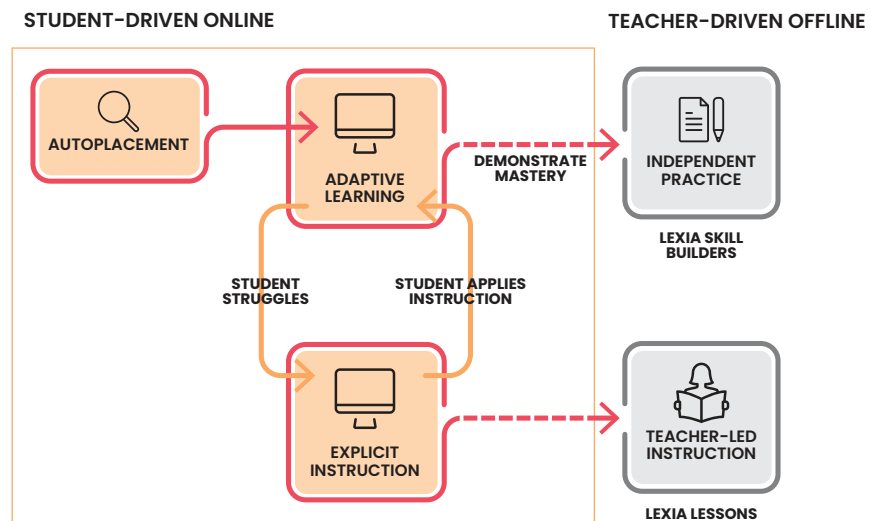 STUDENT-DRIVEN ONLINE
TEACHER-DRIVEN OFFLINE
AUTOPLACEMENT
ADAPTIVE
LEARNING
DEMONSTRATE
MASTERY
INDEPENDENT
PRACTICE
LEXIA SKILL
BUILDERS
STUDENT
STRUGGLES
STUDENT APPLIES
INSTRUCTION
EXPLICIT
INSTRUCTION
TEACHER-LED
INSTRUCTION
LEXIA LESSONS